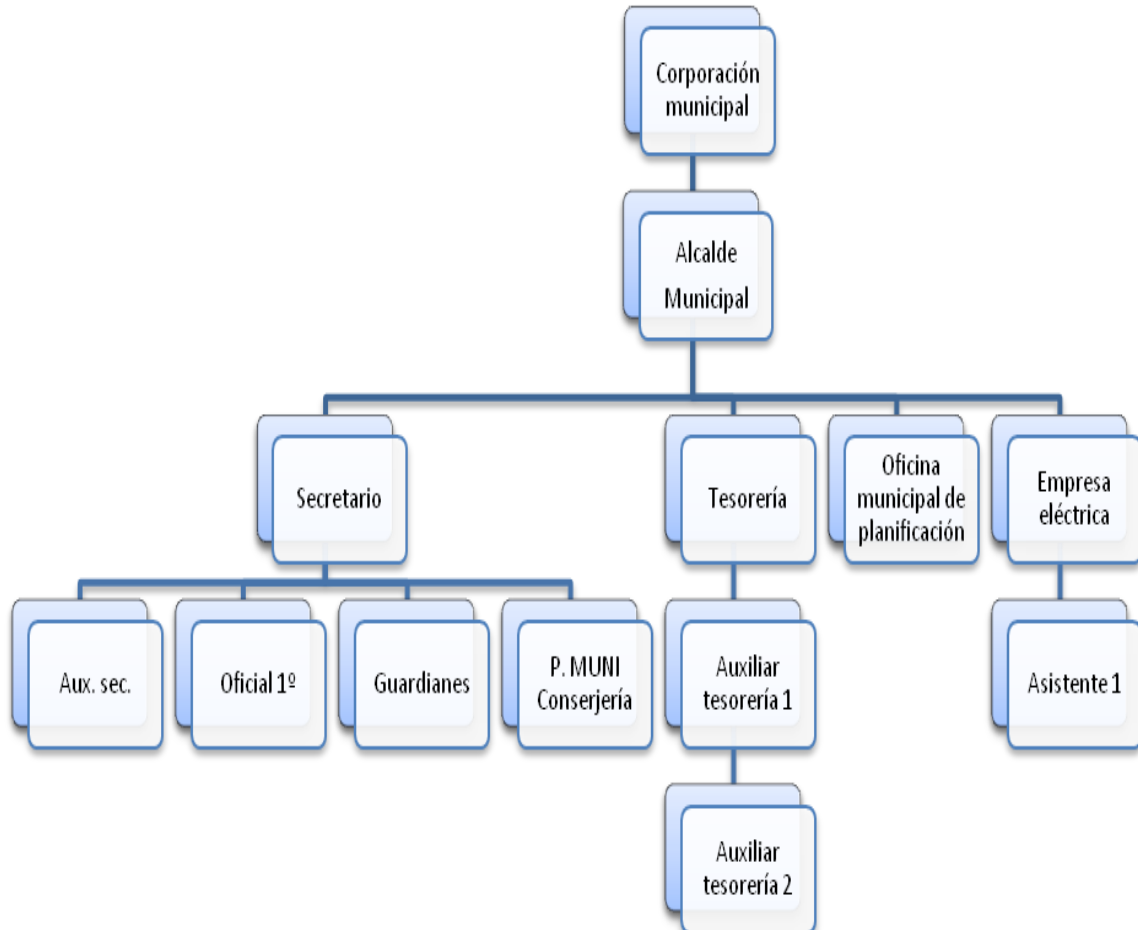 Corporación
municipal
Alcalde
Municipal
Secretario
Tesorería
Oficina
municipal de
planificación
Empresa
eléctrica
Aux. sec.
Oficial 1º
Guardianes
P. MUNI
Conserjería
Auxiliar
tesorería 1
Asistente 1
Auxiliar
tesorería 2